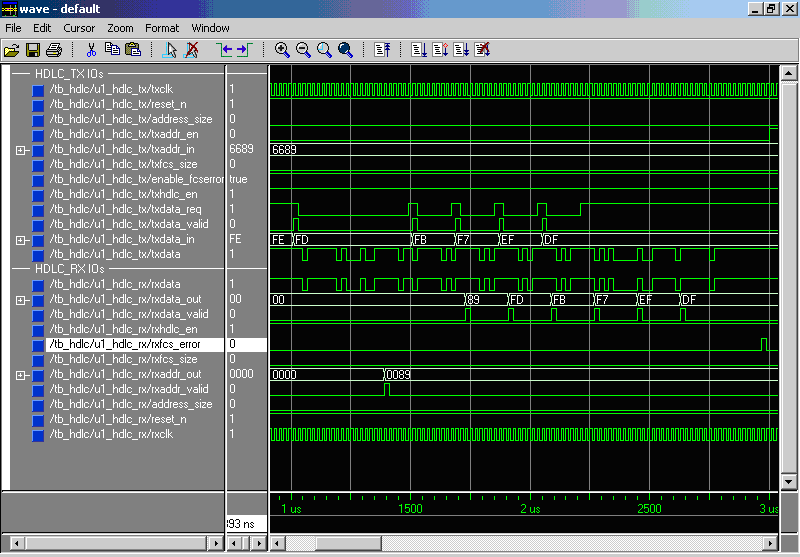 wave - default
File Edit Cursor Zoom Format Window
HDLC_TX IOs
/tb_hdlc/u1_hdlc_tx/txclk 1
/tb_hdlc/u1_hdlc_tx/reset_n 1
/tb_hdlc/u1_hdlc_tx/address_size 0
/tb_hdlc/u1_hdlc_tx/txaddr_en 0
/tb_hdlc/u1_hdlc_tx/txaddr_in 6689 6689
/tb_hdlc/u1_hdlc_tx/txfcs_size 0
/tb_hdlc/u1_hdlc_tx/enable_fcserror true
/tb_hdlc/u1_hdlc_tx/txhdlc_en 1
/tb_hdlc/u1_hdlc_tx/txdata_req 1
/tb_hdlc/u1_hdlc_tx/txdata_valid 0
/tb_hdlc/u1_hdlc_tx/txdata_in FE FE FD FB F7 EF DF
/tb_hdlc/u1_hdlc_tx/txdata 1
HDLC_RX IOs
/tb_hdlc/u1_hdlc_rx/rxdata 1
/tb_hdlc/u1_hdlc_rx/rxdata_out 00 00 89 FD FB F7 EF DF
/tb_hdlc/u1_hdlc_rx/rxdata_valid 0
/tb_hdlc/u1_hdlc_rx/rxhdlc_en 1
/tb_hdlc/u1_hdlc_rx/rxfcs_error 0
/tb_hdlc/u1_hdlc_rx/rxfcs_size 0
/tb_hdlc/u1_hdlc_rx/rxaddr_out 0000 0000 0089
/tb_hdlc/u1_hdlc_rx/rxaddr_valid 0
/tb_hdlc/u1_hdlc_rx/address_size 0
/tb_hdlc/u1_hdlc_rx/reset_n 1
/tb_hdlc/u1_hdlc_rx/rxclk 1
1 us 1500 2 us 2500 3 us
393 ns